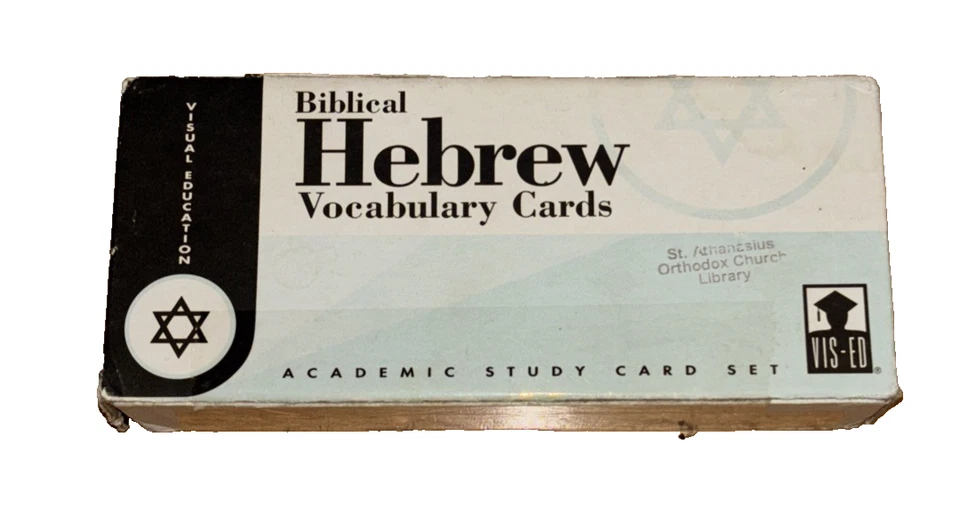 VISUAL EDUCATION
Biblical
Hebrew
Vocabulary Cards
St. Athanasius
Orthodox Church
Library
ACADEMIC STUDY CARD SET
VIS-ED®